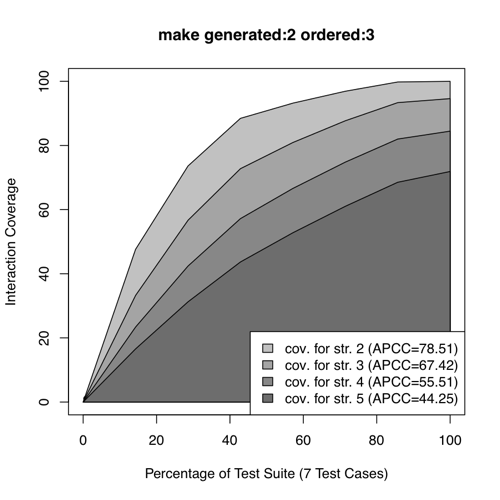 make generated:2 ordered:3
Interaction Coverage
100
80
60
40
20
0
cov. for str. 2 (APCC=78.51)
cov. for str. 3 (APCC=67.42)
cov. for str. 4 (APCC=55.51)
cov. for str. 5 (APCC=44.25)
0 20 40 60 80 100
Percentage of Test Suite (7 Test Cases)